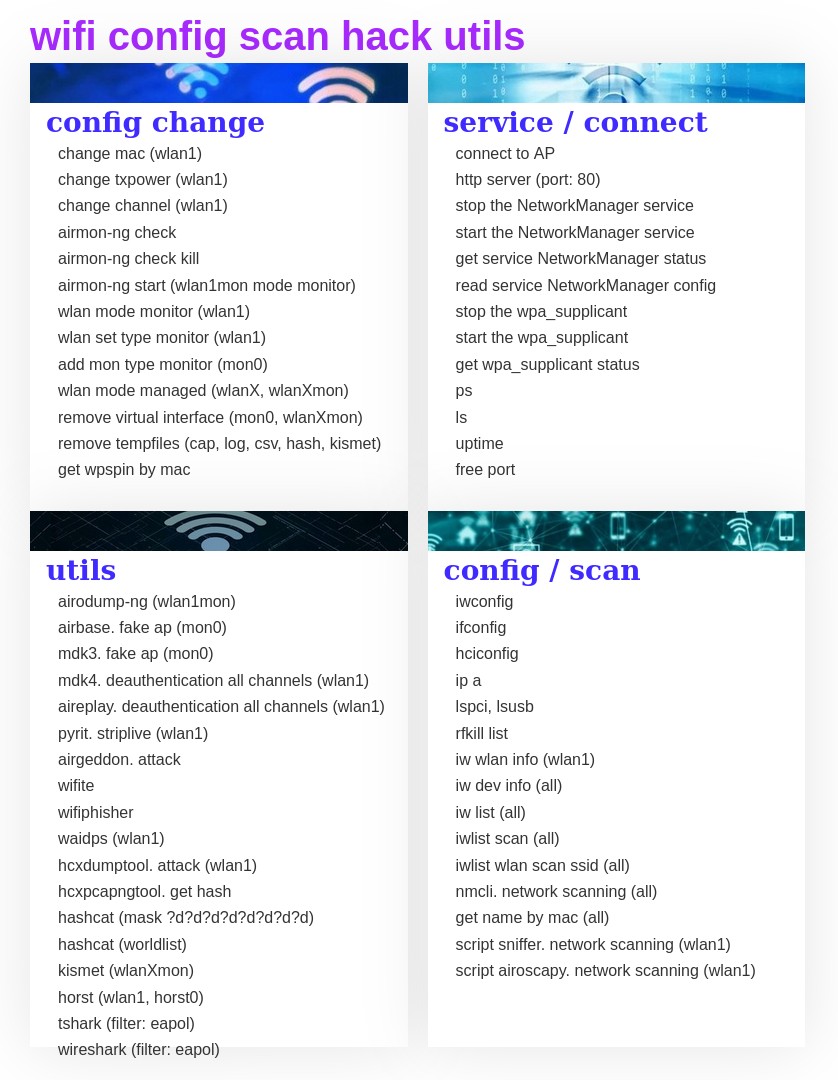 wifi config scan hack utils
config change
change mac (wlan1)
change txpower (wlan1)
change channel (wlan1)
airmon-ng check
airmon-ng check kill
airmon-ng start (wlan1mon mode monitor)
wlan mode monitor (wlan1)
wlan set type monitor (wlan1)
add mon type monitor (mon0)
wlan mode managed (wlanX, wlanXmon)
remove virtual interface (mon0, wlanXmon)
remove tempfiles (cap, log, csv, hash, kismet)
get wpspin by mac
service / connect
connect to AP
http server (port: 80)
stop the NetworkManager service
start the NetworkManager service
get service NetworkManager status
read service NetworkManager config
stop the wpa_supplicant
start the wpa_supplicant
get wpa_supplicant status
ps
ls
uptime
free port
utils
airodump-ng (wlan1mon)
airbase. fake ap (mon0)
mdk3. fake ap (mon0)
mdk4. deauthentication all channels (wlan1)
aireplay. deauthentication all channels (wlan1)
pyrit. striplive (wlan1)
airgeddon. attack
wifite
wifiphisher
waidps (wlan1)
hcxdumptool. attack (wlan1)
hcxpcapngtool. get hash
hashcat (mask ?d?d?d?d?d?d?d?d)
hashcat (worldlist)
kismet (wlanXmon)
horst (wlan1, horst0)
tshark (filter: eapol)
wireshark (filter: eapol)
config / scan
iwconfig
ifconfig
hciconfig
ip a
lspci, lsusb
rfkill list
iw wlan info (wlan1)
iw dev info (all)
iw list (all)
iwlist scan (all)
iwlist wlan scan ssid (all)
nmcli. network scanning (all)
get name by mac (all)
script sniffer. network scanning (wlan1)
script airoscapy. network scanning (wlan1)